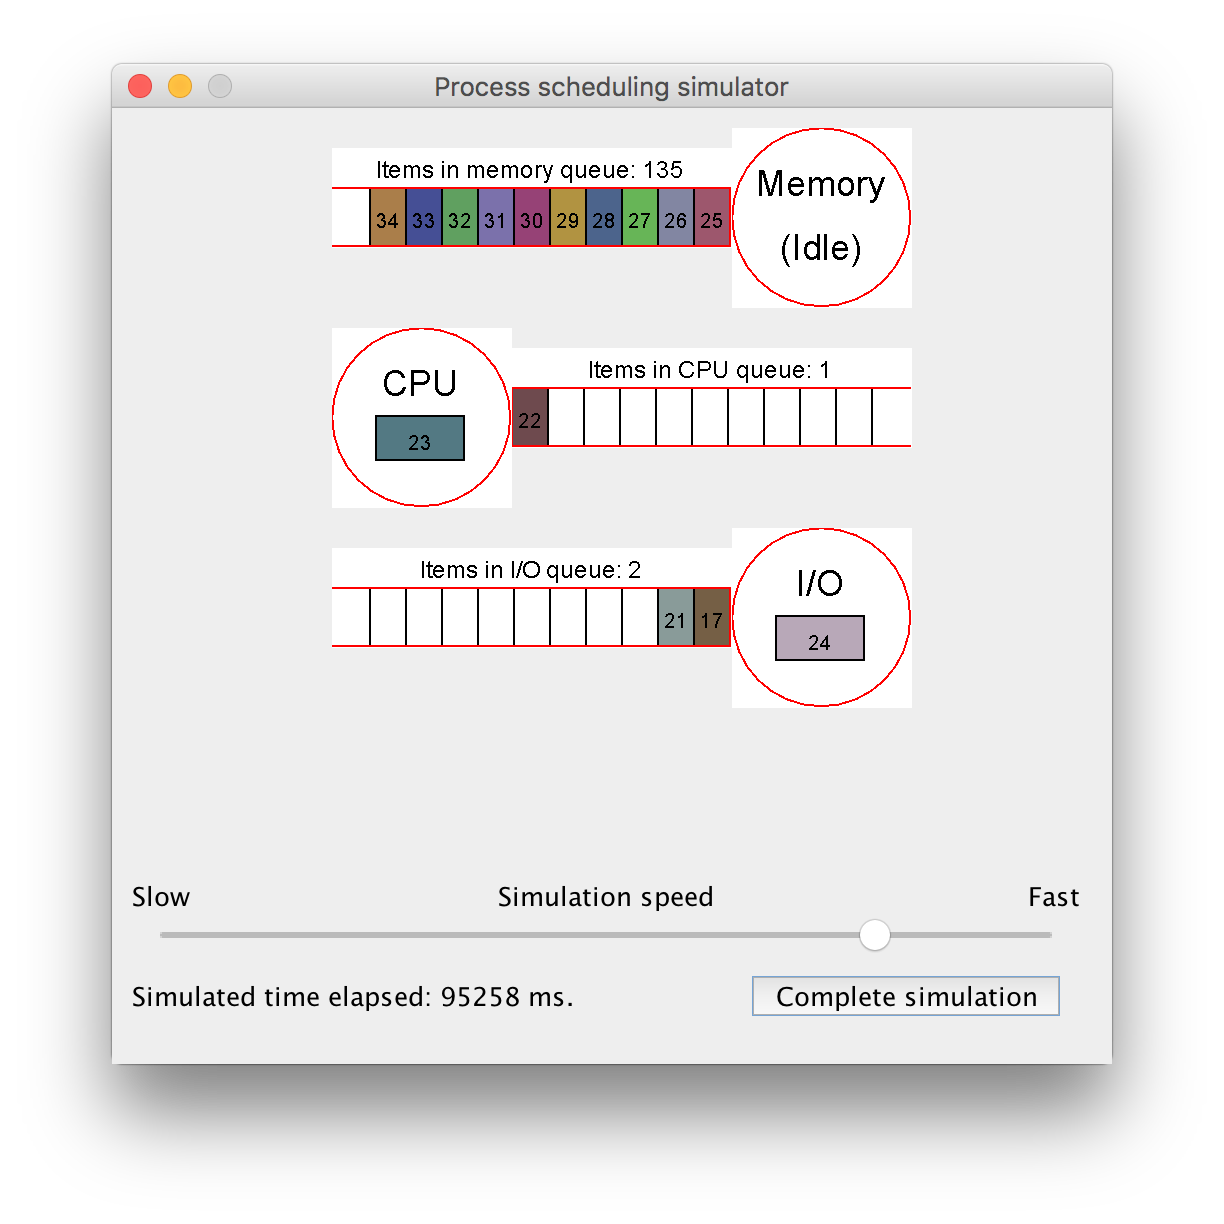 Process scheduling simulator
Items in memory queue: 135
34 33 32 31 30 29 28 27 26 25
Memory
(Idle)
CPU
23
Items in CPU queue: 1
22
Items in I/O queue: 2
21 17
I/O
24
Slow Simulation speed Fast
Simulated time elapsed: 95258 ms. Complete simulation